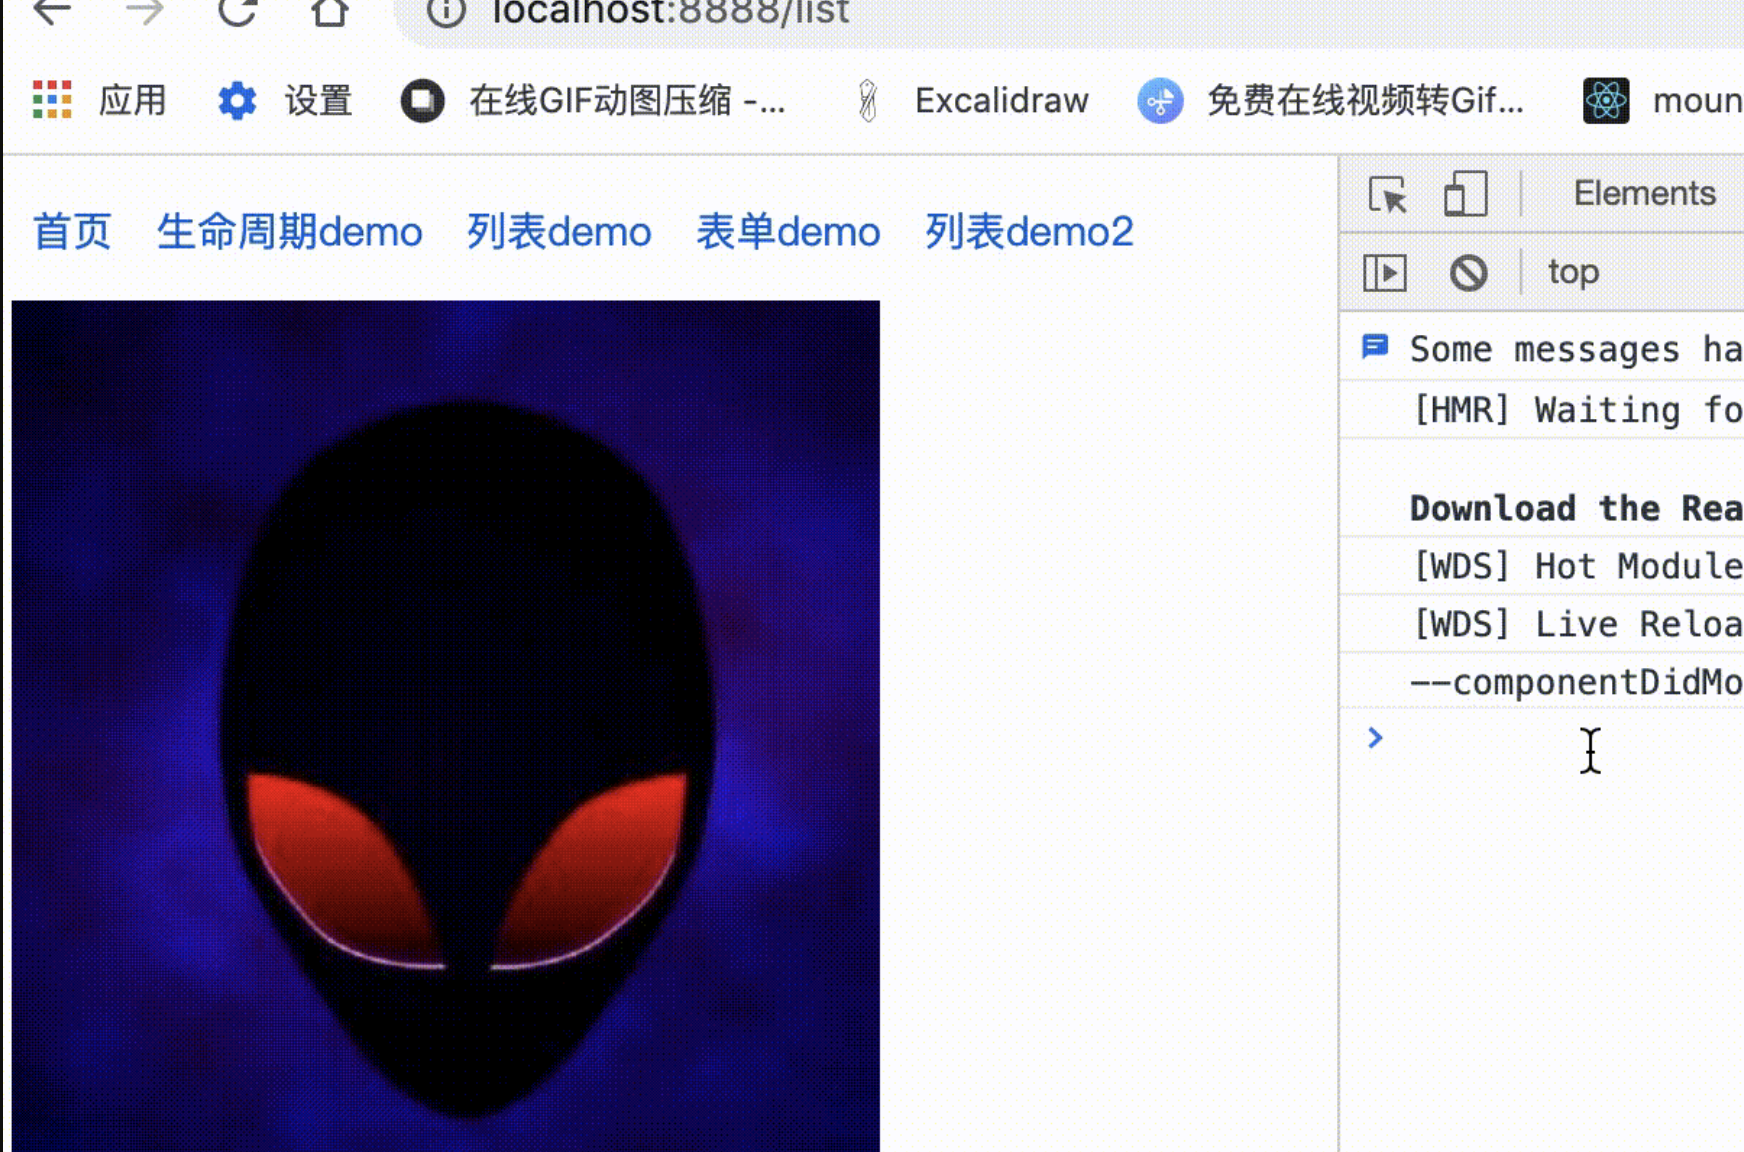 localhost:8888/list
应用 设置 在线GIF动图压缩 -... Excalidraw 免费在线视频转Gif... moun
首页 生命周期demo 列表demo 表单demo 列表demo2
Elements
top
Some messages ha
[HMR] Waiting fo
Download the Rea
[WDS] Hot Module
[WDS] Live Reloa
--componentDidMo